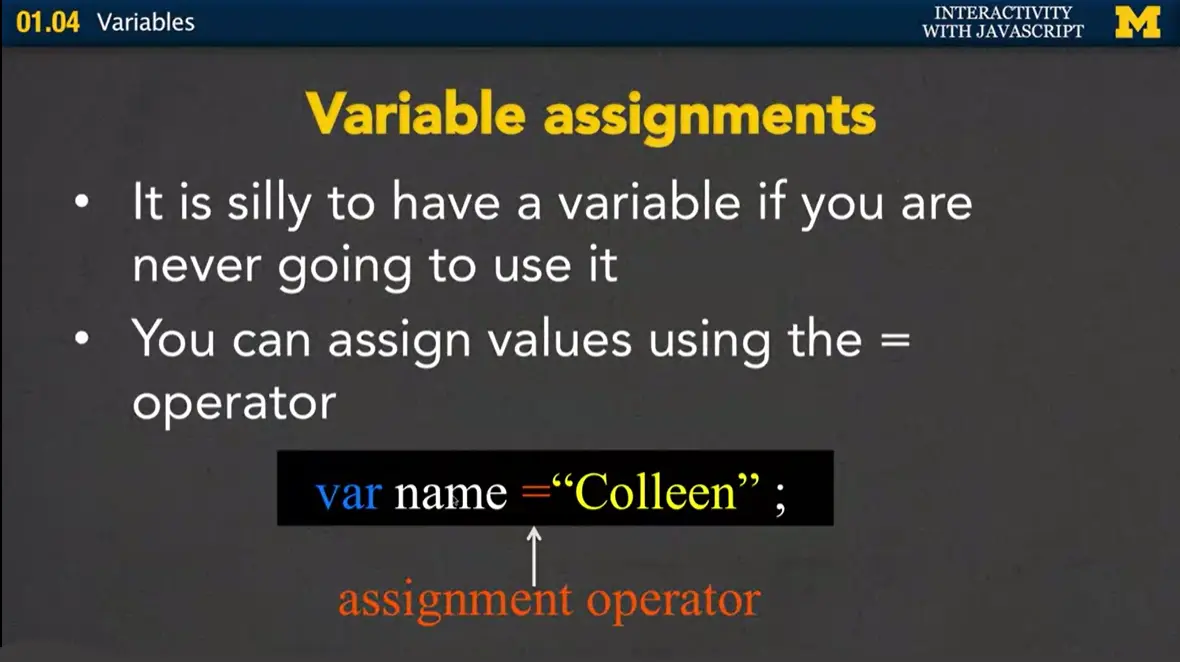 01.04 Variables
INTERACTIVITY
WITH JAVASCRIPT
M
Variable assignments
• It is silly to have a variable if you are
never going to use it
• You can assign values using the =
operator
var name =“Colleen” ;
assignment operator